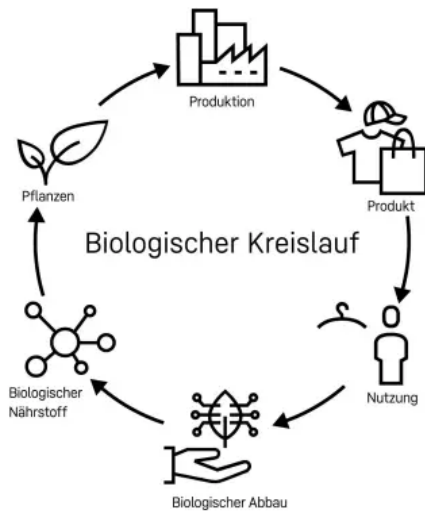 Produktion
Produkt
Pflanzen
Biologischer Kreislauf
Nutzung
Biologischer
Nährstoff
Biologischer Abbau